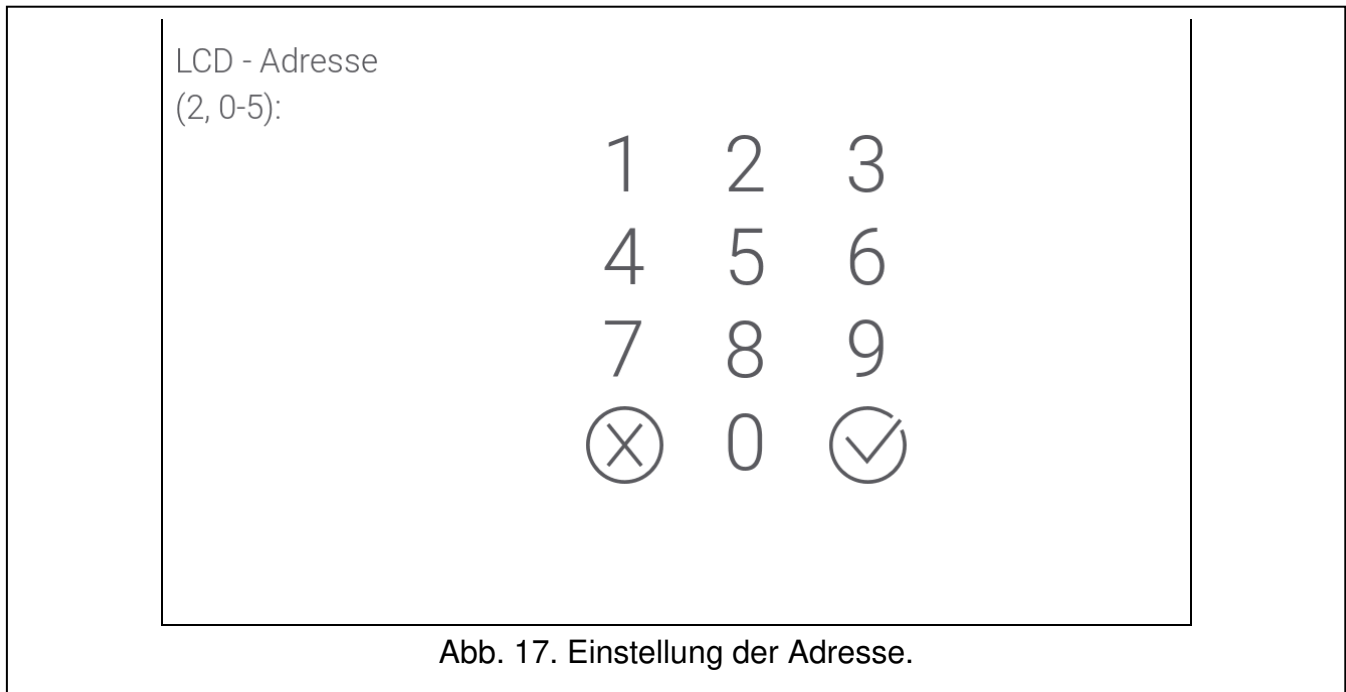 LCD - Adresse
(2, 0-5):
1 2 3
4 5 6
7 8 9
0
Abb. 17. Einstellung der Adresse.